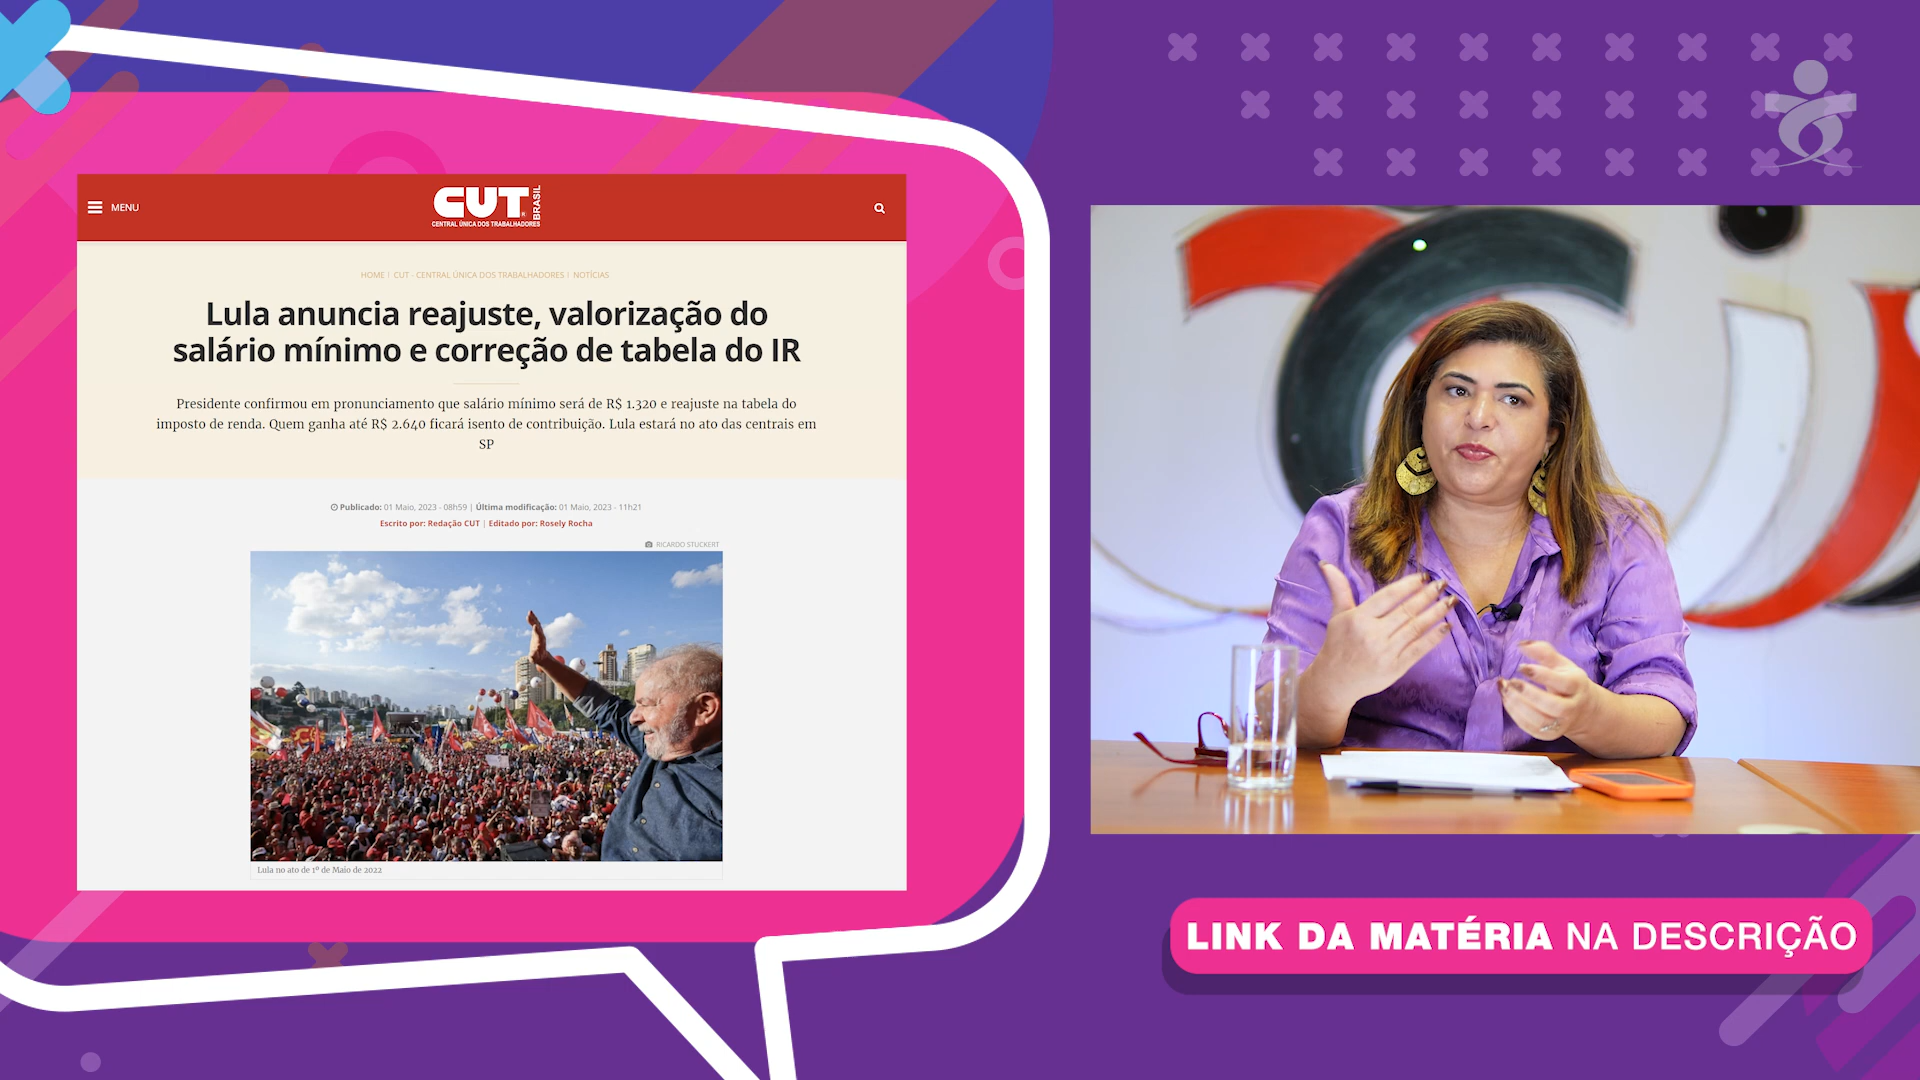 MENU
CUT
BRASIL
CENTRAL ÚNICA DOS TRABALHADORES
HOME | CUT - CENTRAL ÚNICA DOS TRABALHADORES | NOTÍCIAS
Lula anuncia reajuste, valorização do
salário mínimo e correção de tabela do IR
Presidente confirmou em pronunciamento que salário mínimo será de R$ 1.320 e reajuste na tabela do
imposto de renda. Quem ganha até R$ 2.640 ficará isento de contribuição. Lula estará no ato das centrais em
SP
Publicado: 01 Maio, 2023 - 08h59 | Última modificação: 01 Maio, 2023 - 11h21
Escrito por: Redação CUT | Editado por: Rosely Rocha
RICARDO STUCKERT
Lula no ato de 1º de Maio de 2022
LINK DA MATÉRIA NA DESCRIÇÃO